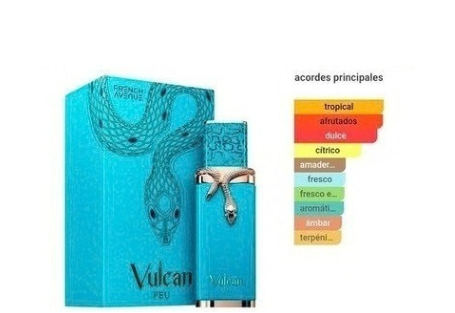 FRENCH
AVENUE
Vulcan
FEU
Vulcan
acordes principales
tropical
afrutados
dulce
cítrico
amader...
fresco
fresco e...
aromáti...
ámbar
terpéni...